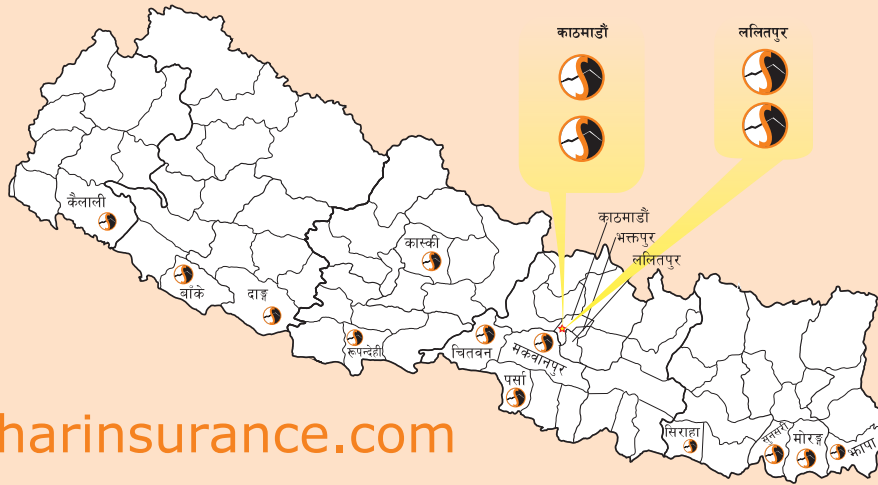 काठमाडौं
ललितपुर
कैलाली
बाँके
दाङ्ग
कास्की
रूपन्देही
काठमाडौं
भक्तपुर
ललितपुर
चितवन
मकवानपुर
पर्सा
सिराहा
सुनसरी
मोरङ्ग
झापा
harinsurance.com